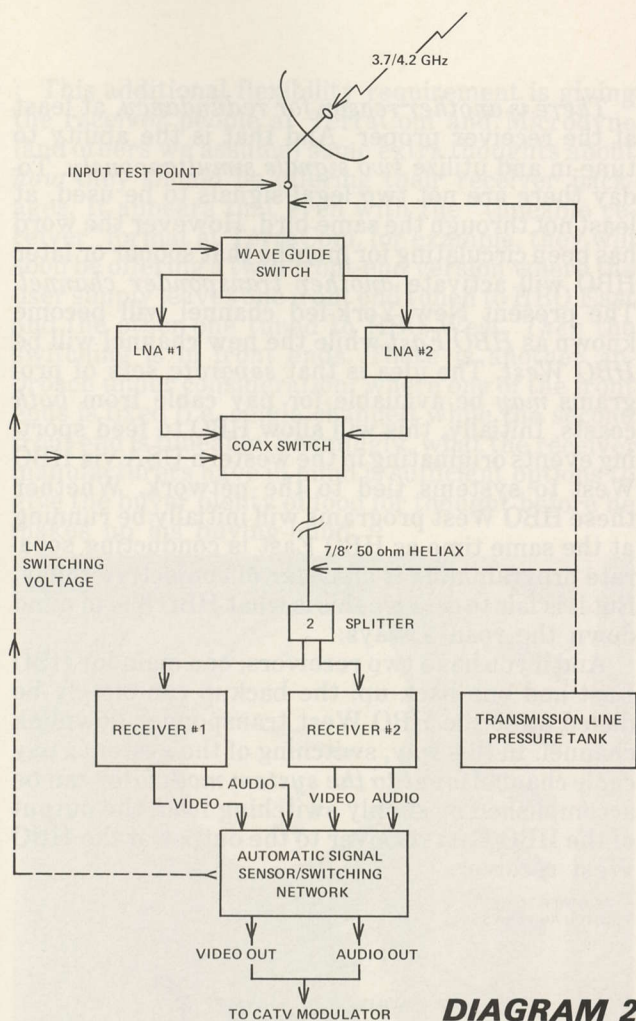 3.7/4.2 GHz
INPUT TEST POINT
WAVE GUIDE
SWITCH
LNA #1
LNA #2
COAX SWITCH
LNA
SWITCHING
VOLTAGE
7/8" 50 ohm HELIAX
2
SPLITTER
RECEIVER #1
RECEIVER #2
TRANSMISSION LINE
PRESSURE TANK
AUDIO
VIDEO
VIDEO
AUDIO
AUTOMATIC SIGNAL
SENSOR/SWITCHING
NETWORK
VIDEO OUT
AUDIO OUT
TO CATV MODULATOR
DIAGRAM 2